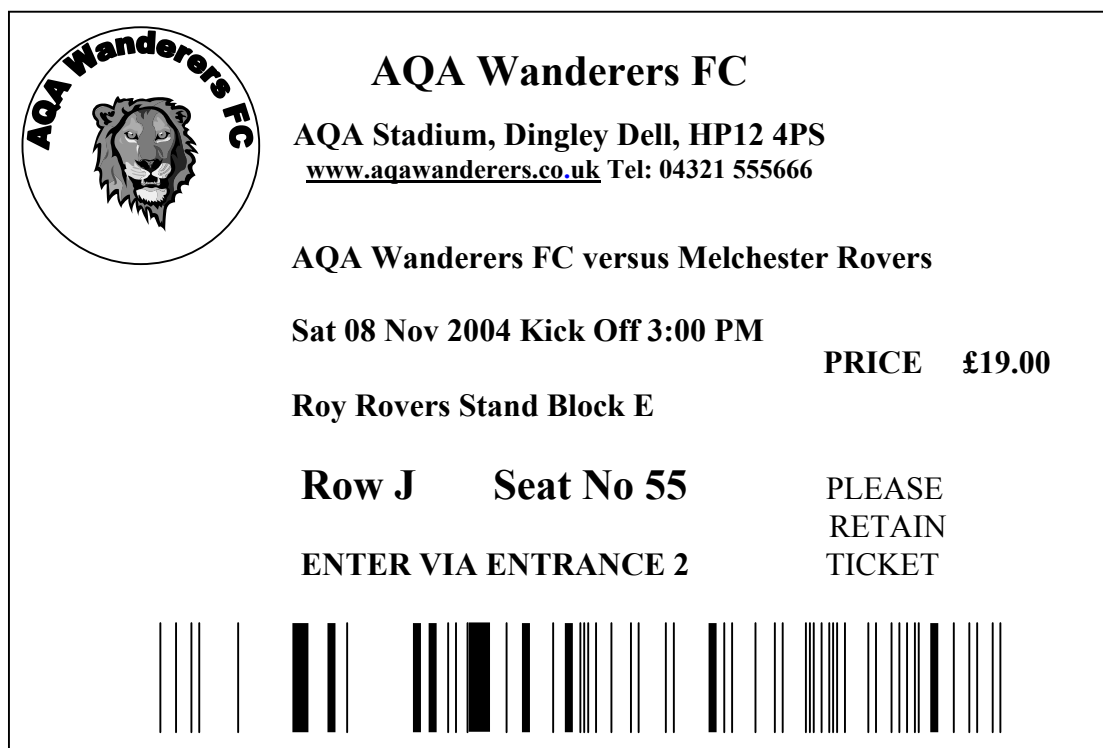 AQA Wanderers FC
AQA Wanderers FC
AQA Stadium, Dingley Dell, HP12 4PS
www.aqawanderers.co.uk Tel: 04321 555666
AQA Wanderers FC versus Melchester Rovers
Sat 08 Nov 2004 Kick Off 3:00 PM
PRICE £19.00
Roy Rovers Stand Block E
Row J Seat No 55
PLEASE
RETAIN
TICKET
ENTER VIA ENTRANCE 2